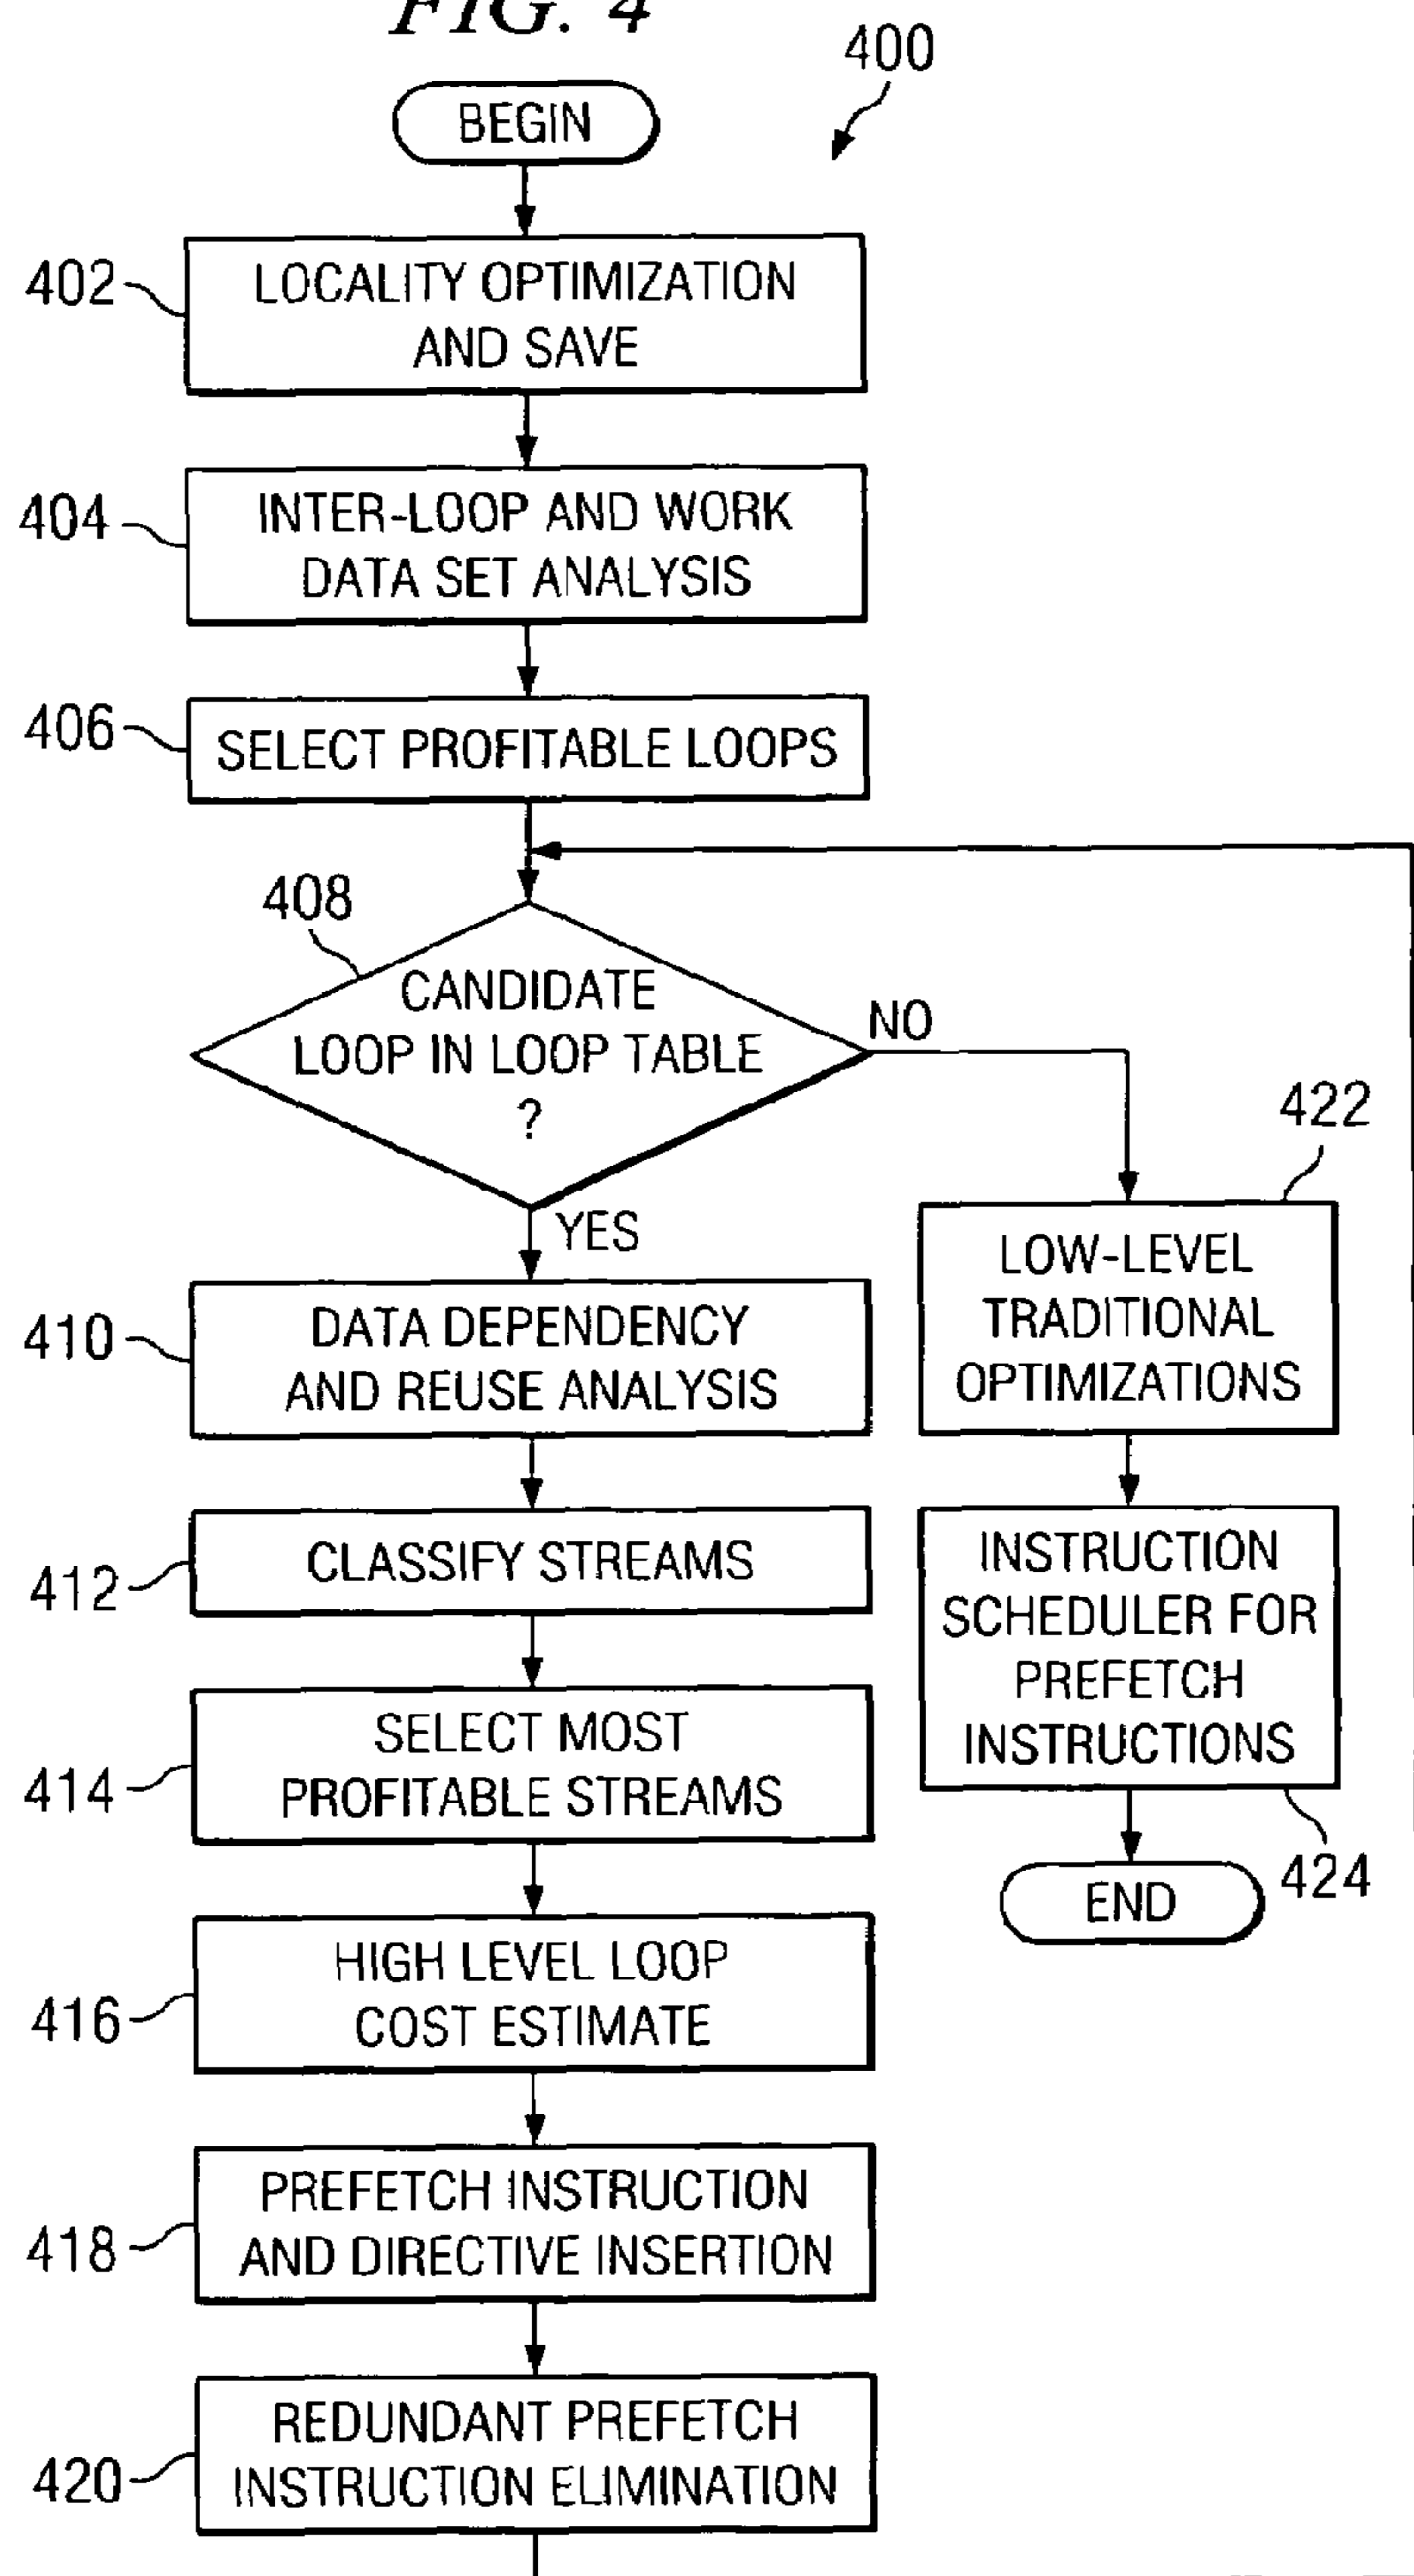 FIG. 4
400
BEGIN
402
LOCALITY OPTIMIZATION
AND SAVE
404
INTER-LOOP AND WORK
DATA SET ANALYSIS
406
SELECT PROFITABLE LOOPS
408
CANDIDATE
LOOP IN LOOP TABLE
?
NO
YES
422
LOW-LEVEL
TRADITIONAL
OPTIMIZATIONS
410
DATA DEPENDENCY
AND REUSE ANALYSIS
412
CLASSIFY STREAMS
INSTRUCTION
SCHEDULER FOR
PREFETCH
INSTRUCTIONS
424
END
414
SELECT MOST
PROFITABLE STREAMS
416
HIGH LEVEL LOOP
COST ESTIMATE
418
PREFETCH INSTRUCTION
AND DIRECTIVE INSERTION
420
REDUNDANT PREFETCH
INSTRUCTION ELIMINATION